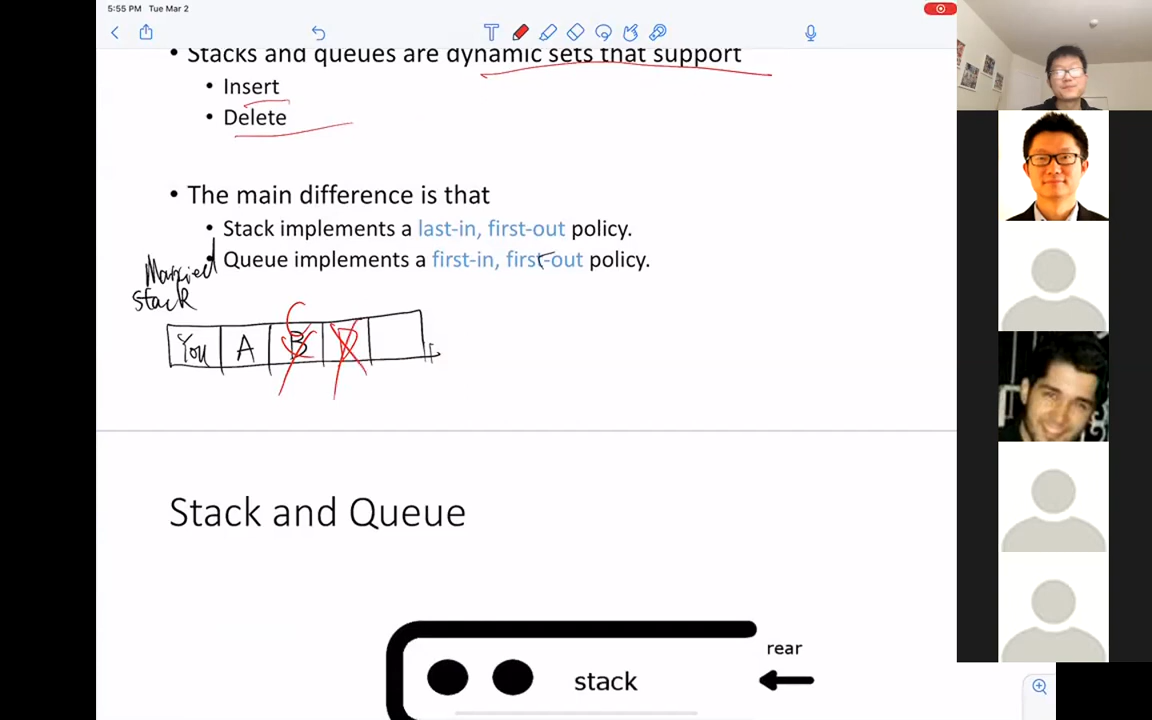 5:55 PM Tue Mar 2
• Stacks and queues are dynamic sets that support
• Insert
• Delete
• The main difference is that
• Stack implements a last-in, first-out policy.
• Queue implements a first-in, first-out policy.
Married
stack
You A B D
Stack and Queue
rear
stack